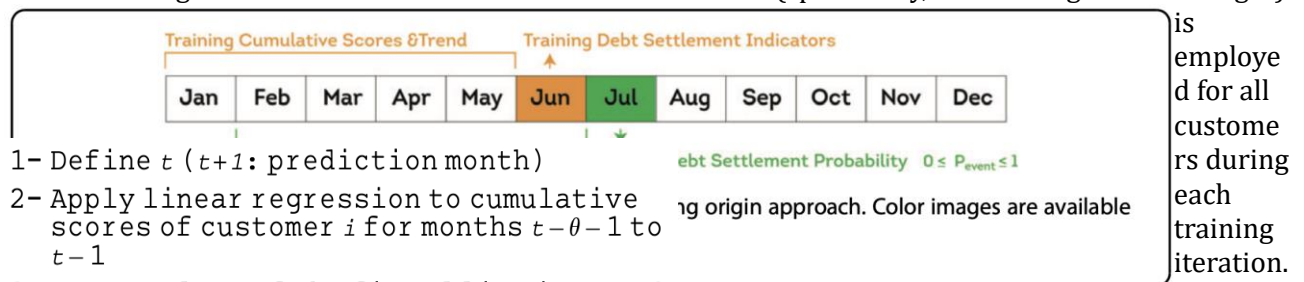 is
employe
d for all
custome
rs during
each
training
iteration.
Training Cumulative Scores &Trend Training Debt Settlement Indicators
Jan Feb Mar Apr May Jun Jul Aug Sep Oct Nov Dec
ebt Settlement Probability 0 ≤ Pevent ≤ 1
ng origin approach. Color images are available
1- Define t (t+1: prediction month)
2- Apply linear regression to cumulative
scores of customer i for months t-θ-1 to
t-1